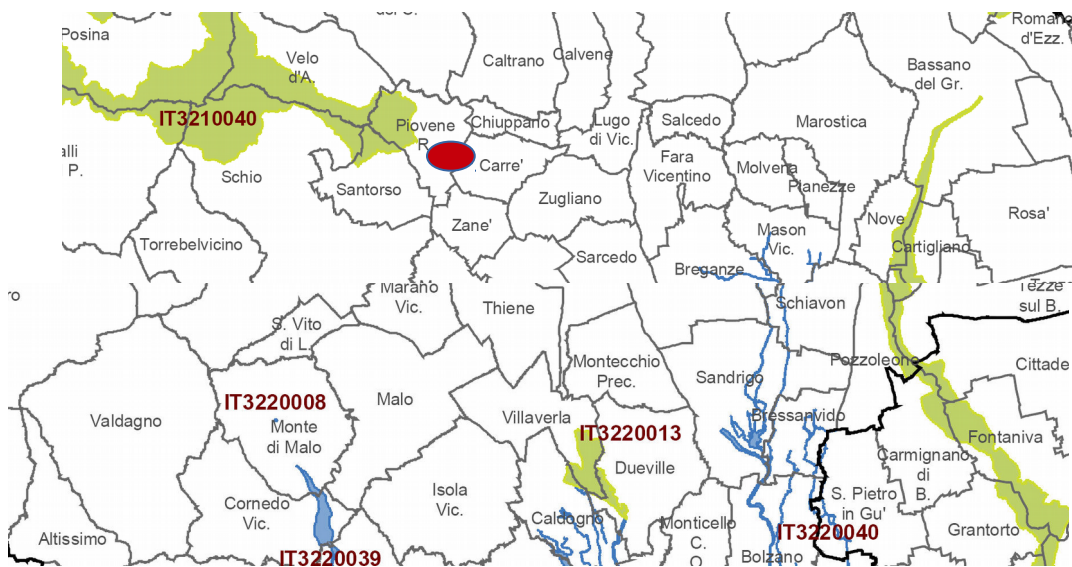 Posina
Velo
d'A.
Caltrano
Calvene
Romano
d'Ezz.
Bassano
del Gr.
IT3210040
Piovene
R
Chiuppano
Lugo
di Vic.
Salcedo
Marostica
alli
P.
Schio
Santorso
Carre'
Fara
Vicentino
Molvena
Pianezze
Zugliano
Nove
Rosa'
Torrebelvicino
Zane'
Mason
Vic.
Cartigliano
Sarcedo
Breganze
Marano
Vic.
Thiene
Schiavon
Tezze
sul B.
ro
S. Vito
di L.
Montecchio
Prec.
Pozzoleone
Cittade
Sandrigo
Valdagno
IT3220008
Malo
Villaverla
Bressanvido
Monte
di Malo
IT3220013
Fontaniva
Dueville
Carmignano
di
B.
Isola
Vic.
Cornedo
Vic.
S. Pietro
in Gu'
Caldogno
Monticello
C.
O.
IT3220040
Grantorto
Altissimo
IT3220039
Bolzano